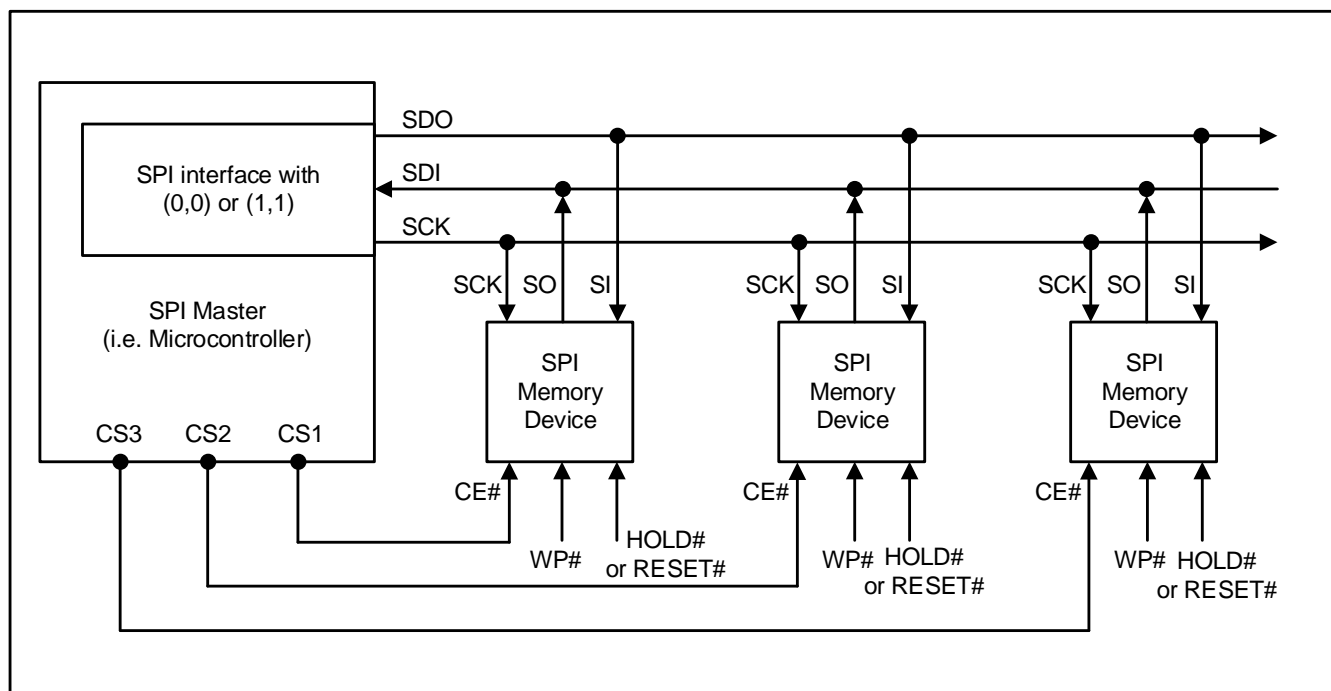 SDO
SPI interface with
(0,0) or (1,1)
SDI
SCK
SPI Master
(i.e. Microcontroller)
SCK
SO
SI
SCK
SO
SI
SCK
SO
SI
SPI
Memory
Device
SPI
Memory
Device
SPI
Memory
Device
CS3
CS2
CS1
CE#
WP#
HOLD#
or RESET#
CE#
WP#
HOLD#
or RESET#
CE#
WP#
HOLD#
or RESET#